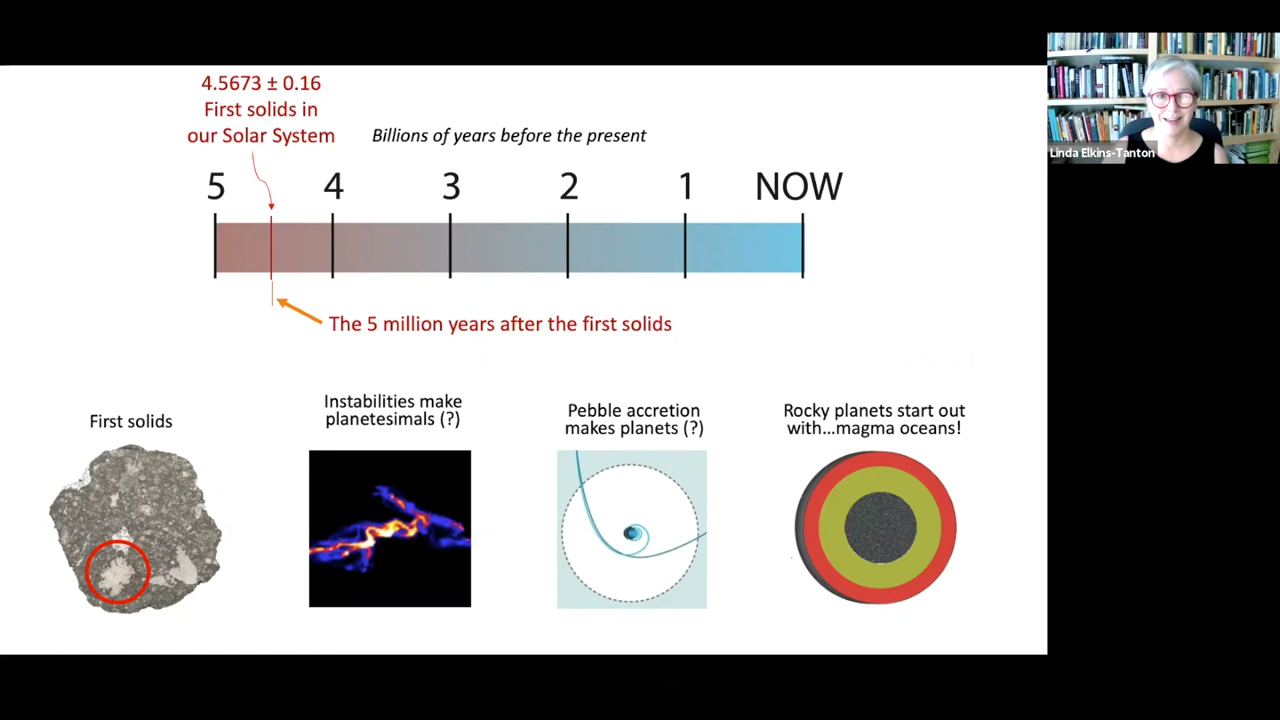 4.5673 ± 0.16
First solids in
our Solar System
Billions of years before the present
5 4 3 2 1 NOW
The 5 million years after the first solids
First solids
Instabilities make
planetesimals (?)
Pebble accretion
makes planets (?)
Rocky planets start out
with...magma oceans!
Linda Elkins-Tanton